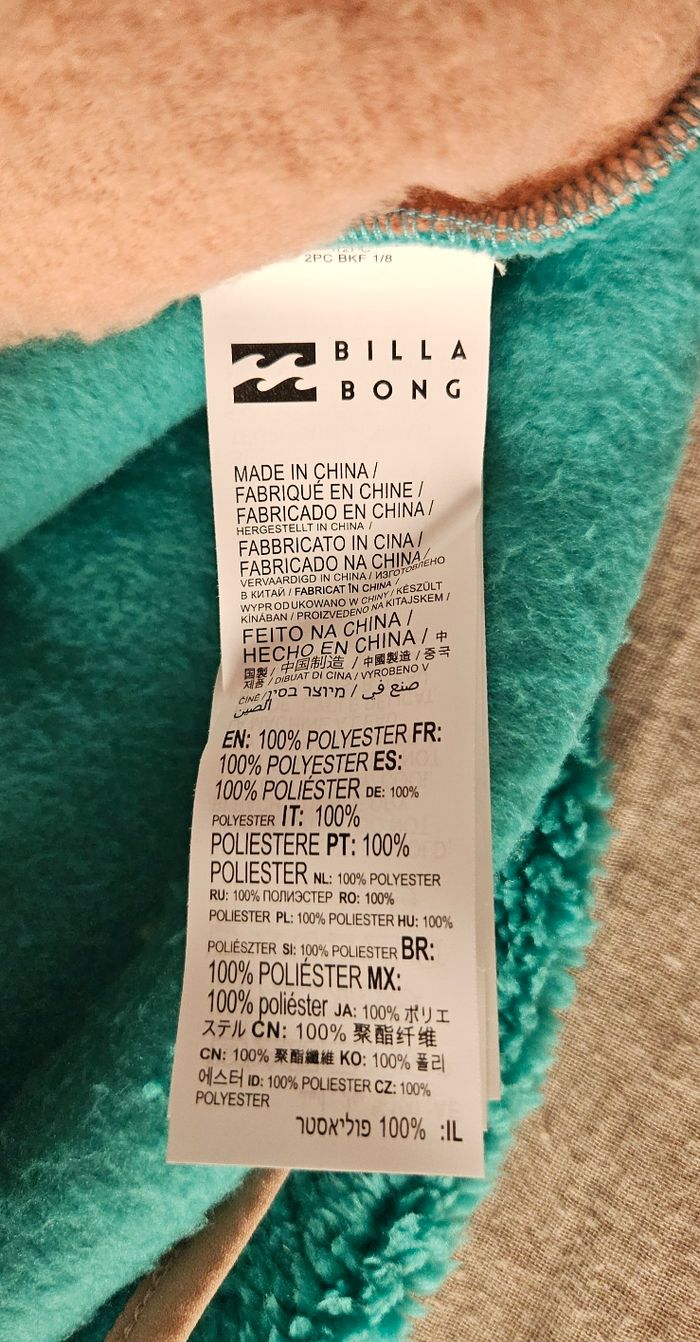 2PC BKF 1/8
BILLA
BONG
MADE IN CHINA /
FABRIQUÉ EN CHINE /
FABRICADO EN CHINA /
HERGESTELLT IN CHINA /
FABBRICATO IN CINA /
FABRICADO NA CHINA /
VERVAARDIGD IN CHINA / ИЗГОТОВЛЕНО
В КИТАЙ / FABRICAT ÎN CHINA /
WYPRODUKOWANO W CHINY / KÉSZÜLT
KÍNÁBAN / PROIZVEDENO NA KITAJSKEM /
FEITO NA CHINA /
HECHO EN CHINA / 中
国製 / 中国制造 / 中國製造 / 중국
제품 / DIBUAT DI CINA / VYROBENO V
ČÍNĚ / מיוצר בסין / صنع في
الصين
EN: 100% POLYESTER FR:
100% POLYESTER ES:
100% POLIÉSTER DE: 100%
POLYESTER IT: 100%
POLIESTERE PT: 100%
POLIESTER NL: 100% POLYESTER
RU: 100% ПОЛИЭСТЕР RO: 100%
POLIESTER PL: 100% POLIESTER HU: 100%
POLIÉSZTER SI: 100% POLIESTER BR:
100% POLIÉSTER MX:
100% poliéster JA: 100% ポリエ
ステル CN: 100% 聚酯纤维
CN: 100% 聚酯纖維 KO: 100% 폴리
에스터 ID: 100% POLIESTER CZ: 100%
POLYESTER
IL: 100% פוליאסטר